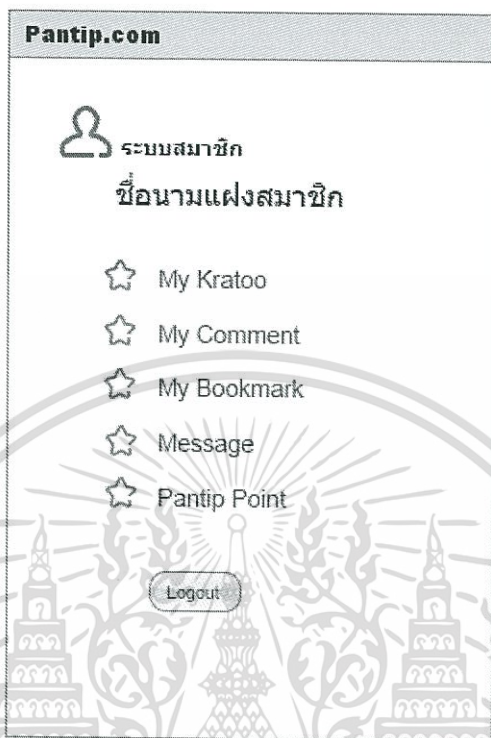 Pantip.com
ระบบสมาชิก
ชื่อนามแฝงสมาชิก
My Kratoo
My Comment
My Bookmark
Message
Pantip Point
Logout